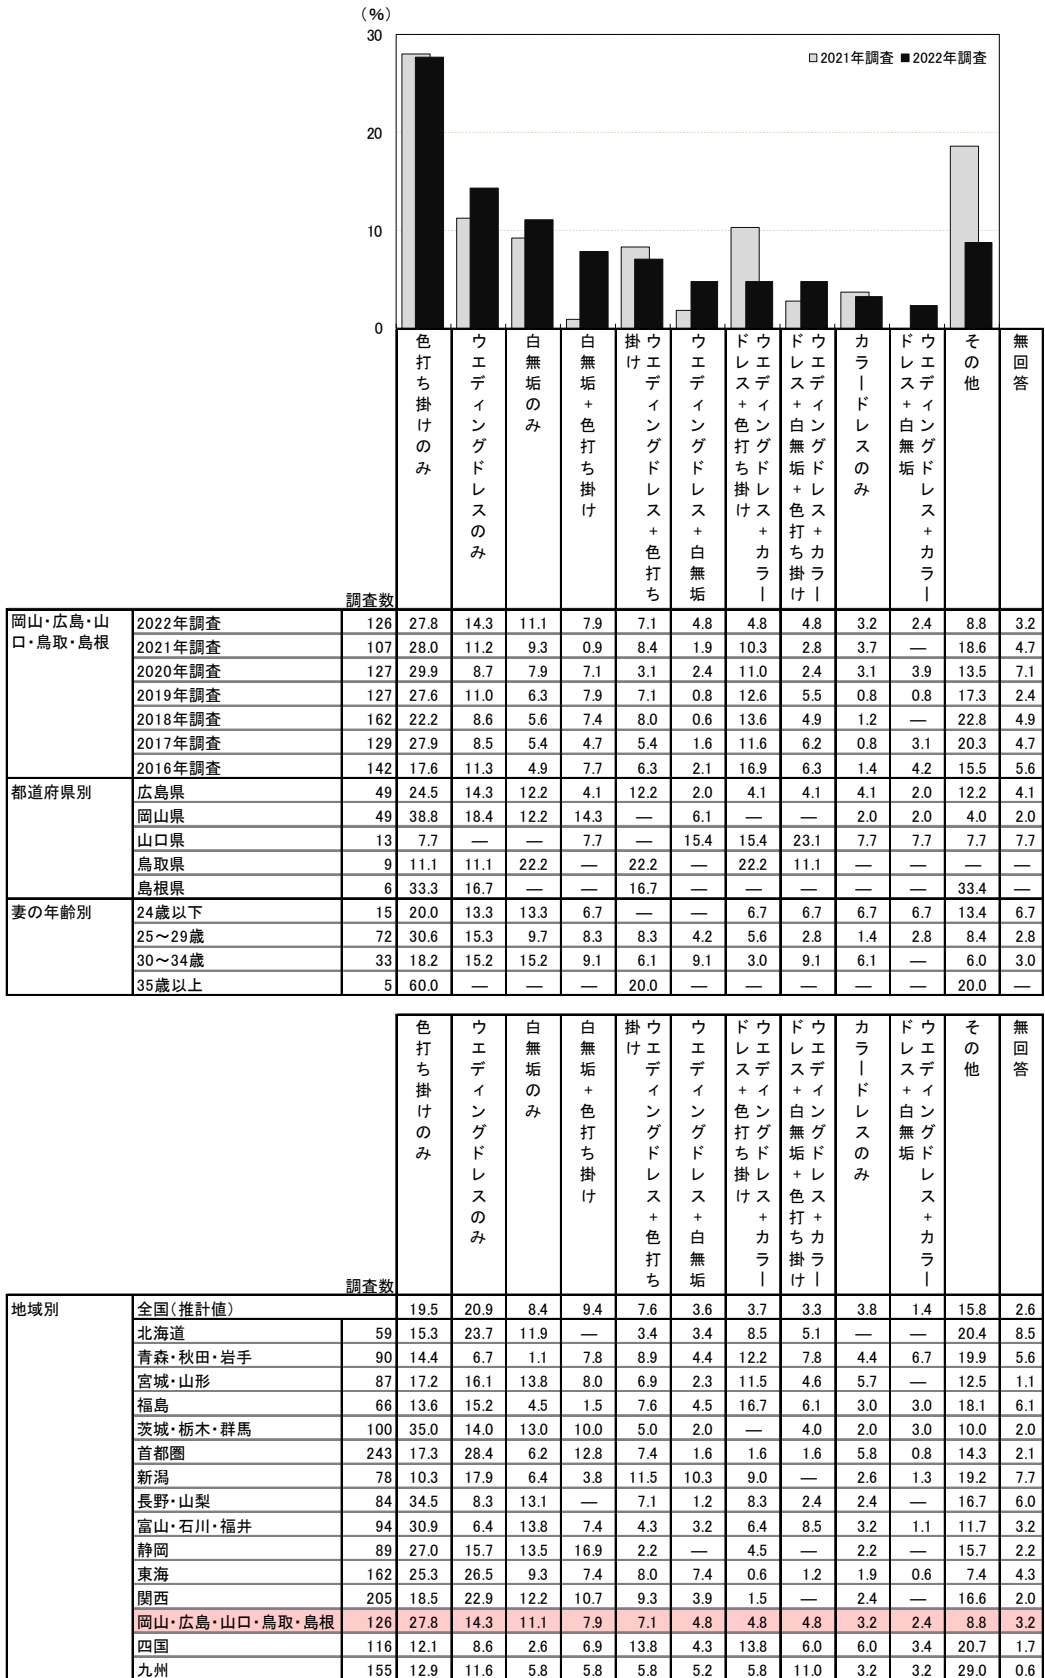 (%)
30
20
10
0
2021年調査 2022年調査
調査数 色打ち掛けのみ ウエディングドレスのみ 白無垢のみ 白無垢+色打ち掛け ウエディングドレス+色打ち掛け ウエディングドレス+白無垢 ウエディングドレス+カラードレス+色打ち掛け ウエディングドレス+カラードレス+白無垢+色打ち掛け カラードレスのみ ウエディングドレス+カラードレス+白無垢 その他 無回答
岡山・広島・山口・鳥取・島根
2022年調査 126 27.8 14.3 11.1 7.9 7.1 4.8 4.8 4.8 3.2 2.4 8.8 3.2
2021年調査 107 28.0 11.2 9.3 0.9 8.4 1.9 10.3 2.8 3.7 — 18.6 4.7
2020年調査 127 29.9 8.7 7.9 7.1 3.1 2.4 11.0 2.4 3.1 3.9 13.5 7.1
2019年調査 127 27.6 11.0 6.3 7.9 7.1 0.8 12.6 5.5 0.8 0.8 17.3 2.4
2018年調査 162 22.2 8.6 5.6 7.4 8.0 0.6 13.6 4.9 1.2 — 22.8 4.9
2017年調査 129 27.9 8.5 5.4 4.7 5.4 1.6 11.6 6.2 0.8 3.1 20.3 4.7
2016年調査 142 17.6 11.3 4.9 7.7 6.3 2.1 16.9 6.3 1.4 4.2 15.5 5.6
都道府県別 広島県 49 24.5 14.3 12.2 4.1 12.2 2.0 4.1 4.1 4.1 2.0 12.2 4.1
岡山県 49 38.8 18.4 12.2 14.3 — 6.1 — — 2.0 2.0 4.0 2.0
山口県 13 7.7 — — 7.7 — 15.4 15.4 23.1 7.7 7.7 7.7 7.7
鳥取県 9 11.1 11.1 22.2 — 22.2 — 22.2 11.1 — — — —
島根県 6 33.3 16.7 — — 16.7 — — — — — 33.4 —
妻の年齢別 24歳以下 15 20.0 13.3 13.3 6.7 — — 6.7 6.7 6.7 6.7 13.4 6.7
25～29歳 72 30.6 15.3 9.7 8.3 8.3 4.2 5.6 2.8 1.4 2.8 8.4 2.8
30～34歳 33 18.2 15.2 15.2 9.1 6.1 9.1 3.0 9.1 6.1 — 6.0 3.0
35歳以上 5 60.0 — — — 20.0 — — — — — 20.0 —
調査数 色打ち掛けのみ ウエディングドレスのみ 白無垢のみ 白無垢+色打ち掛け ウエディングドレス+色打ち掛け ウエディングドレス+白無垢 ウエディングドレス+カラードレス+色打ち掛け ウエディングドレス+カラードレス+白無垢+色打ち掛け カラードレスのみ ウエディングドレス+カラードレス+白無垢 その他 無回答
地域別 全国(推計値) 19.5 20.9 8.4 9.4 7.6 3.6 3.7 3.3 3.8 1.4 15.8 2.6
北海道 59 15.3 23.7 11.9 — 3.4 3.4 8.5 5.1 — — 20.4 8.5
青森・秋田・岩手 90 14.4 6.7 1.1 7.8 8.9 4.4 12.2 7.8 4.4 6.7 19.9 5.6
宮城・山形 87 17.2 16.1 13.8 8.0 6.9 2.3 11.5 4.6 5.7 — 12.5 1.1
福島 66 13.6 15.2 4.5 1.5 7.6 4.5 16.7 6.1 3.0 3.0 18.1 6.1
茨城・栃木・群馬 100 35.0 14.0 13.0 10.0 5.0 2.0 — 4.0 2.0 3.0 10.0 2.0
首都圏 243 17.3 28.4 6.2 12.8 7.4 1.6 1.6 1.6 5.8 0.8 14.3 2.1
新潟 78 10.3 17.9 6.4 3.8 11.5 10.3 9.0 — 2.6 1.3 19.2 7.7
長野・山梨 84 34.5 8.3 13.1 — 7.1 1.2 8.3 2.4 2.4 — 16.7 6.0
富山・石川・福井 94 30.9 6.4 13.8 7.4 4.3 3.2 6.4 8.5 3.2 1.1 11.7 3.2
静岡 89 27.0 15.7 13.5 16.9 2.2 — 4.5 — 2.2 — 15.7 2.2
東海 162 25.3 26.5 9.3 7.4 8.0 7.4 0.6 1.2 1.9 0.6 7.4 4.3
関西 205 18.5 22.9 12.2 10.7 9.3 3.9 1.5 — 2.4 — 16.6 2.0
岡山・広島・山口・鳥取・島根 126 27.8 14.3 11.1 7.9 7.1 4.8 4.8 4.8 3.2 2.4 8.8 3.2
四国 116 12.1 8.6 2.6 6.9 13.8 4.3 13.8 6.0 6.0 3.4 20.7 1.7
九州 155 12.9 11.6 5.8 5.8 5.8 5.2 5.8 11.0 3.2 3.2 29.0 0.6